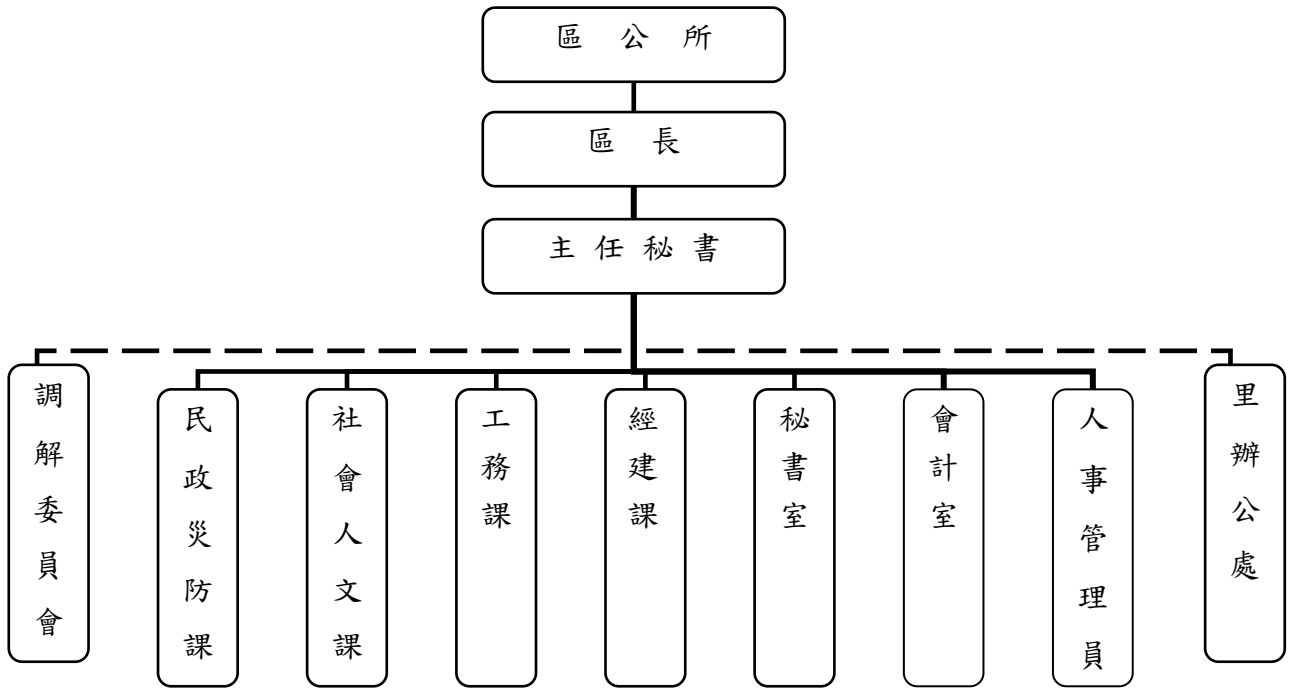 區公所
區長
主任秘書
調解委員會
民政災防課
社會人文課
工務課
經建課
秘書室
會計室
人事管理員
里辦公處